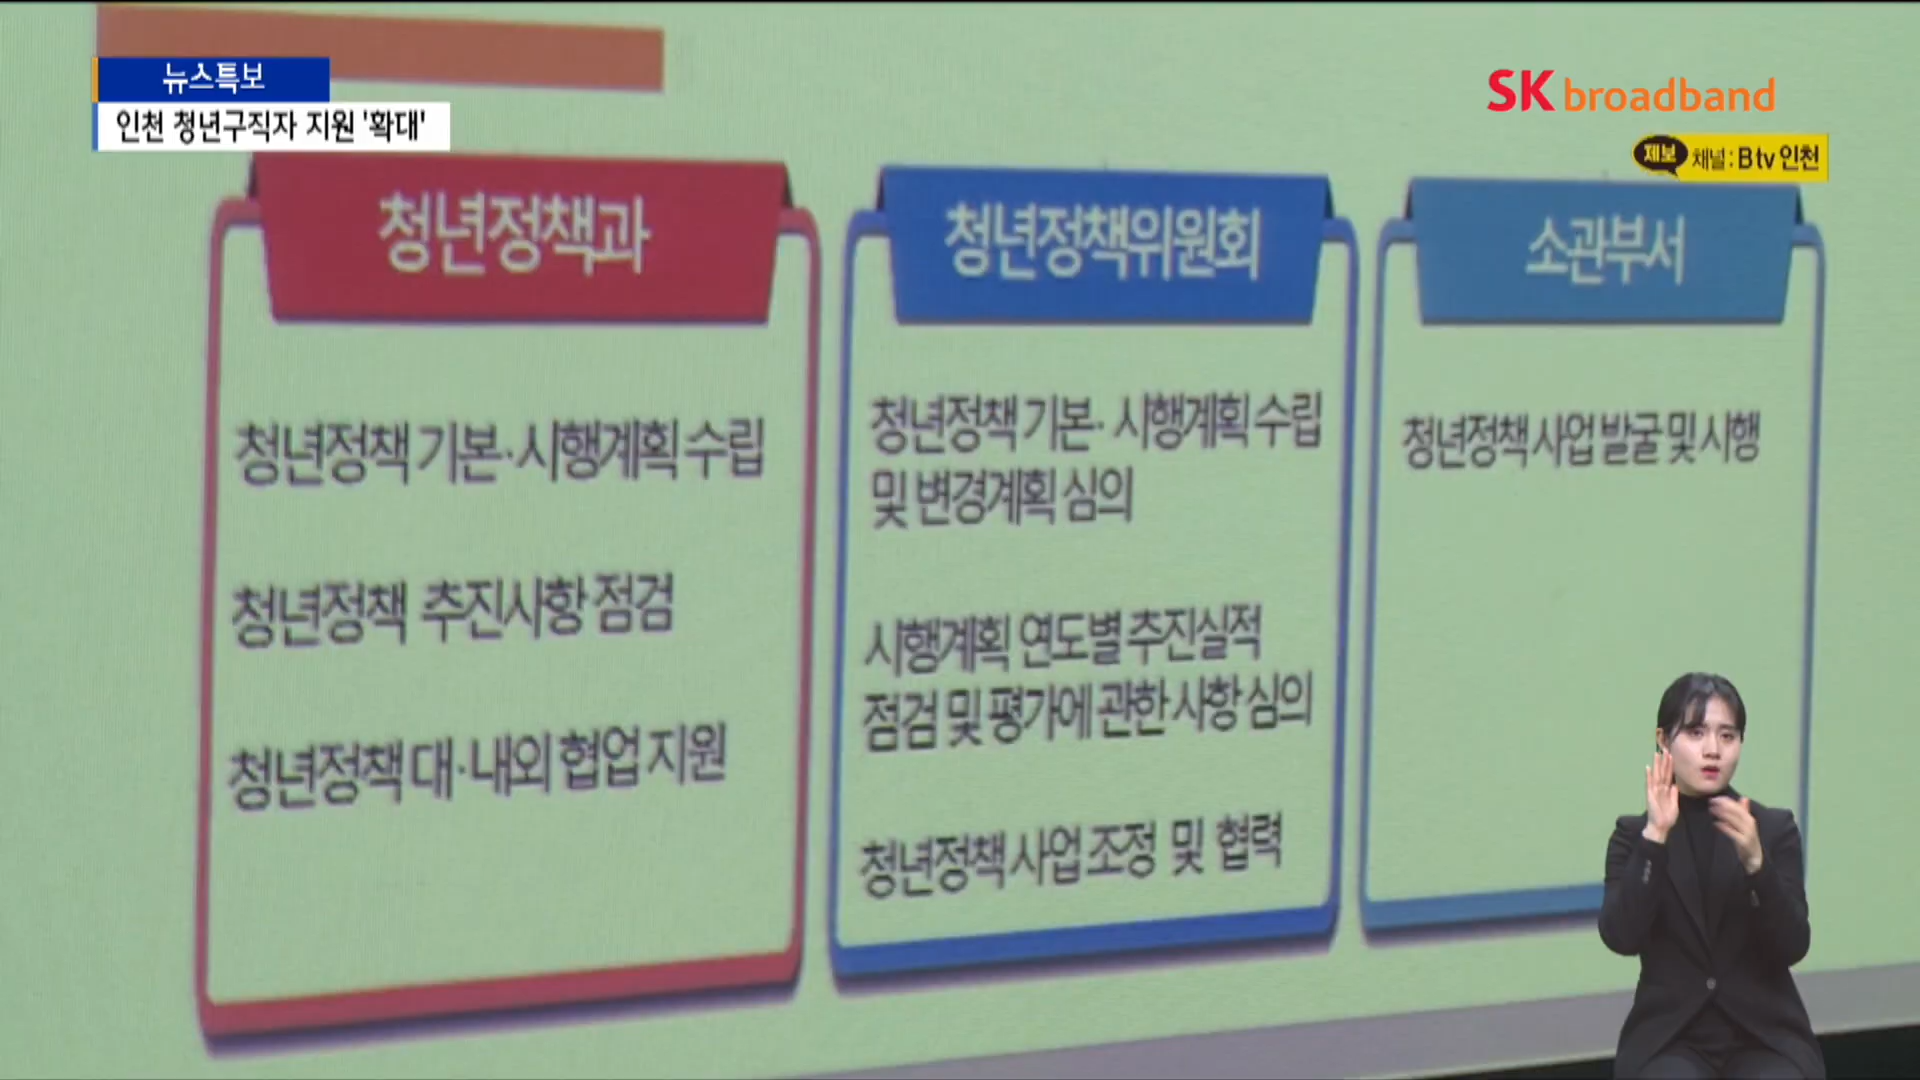 뉴스특보
인천 청년구직자 지원 '확대'
SK broadband
제보 채널 : B tv 인천
청년정책과
청년정책 기본·시행계획 수립
청년정책 추진사항 점검
청년정책 대·내외 협업 지원
청년정책위원회
청년정책 기본· 시행계획 수립
및 변경계획 심의
시행계획 연도별 추진실적
점검 및 평가에 관한 사항 심의
청년정책 사업 조정 및 협력
소관부서
청년정책 사업 발굴 및 시행